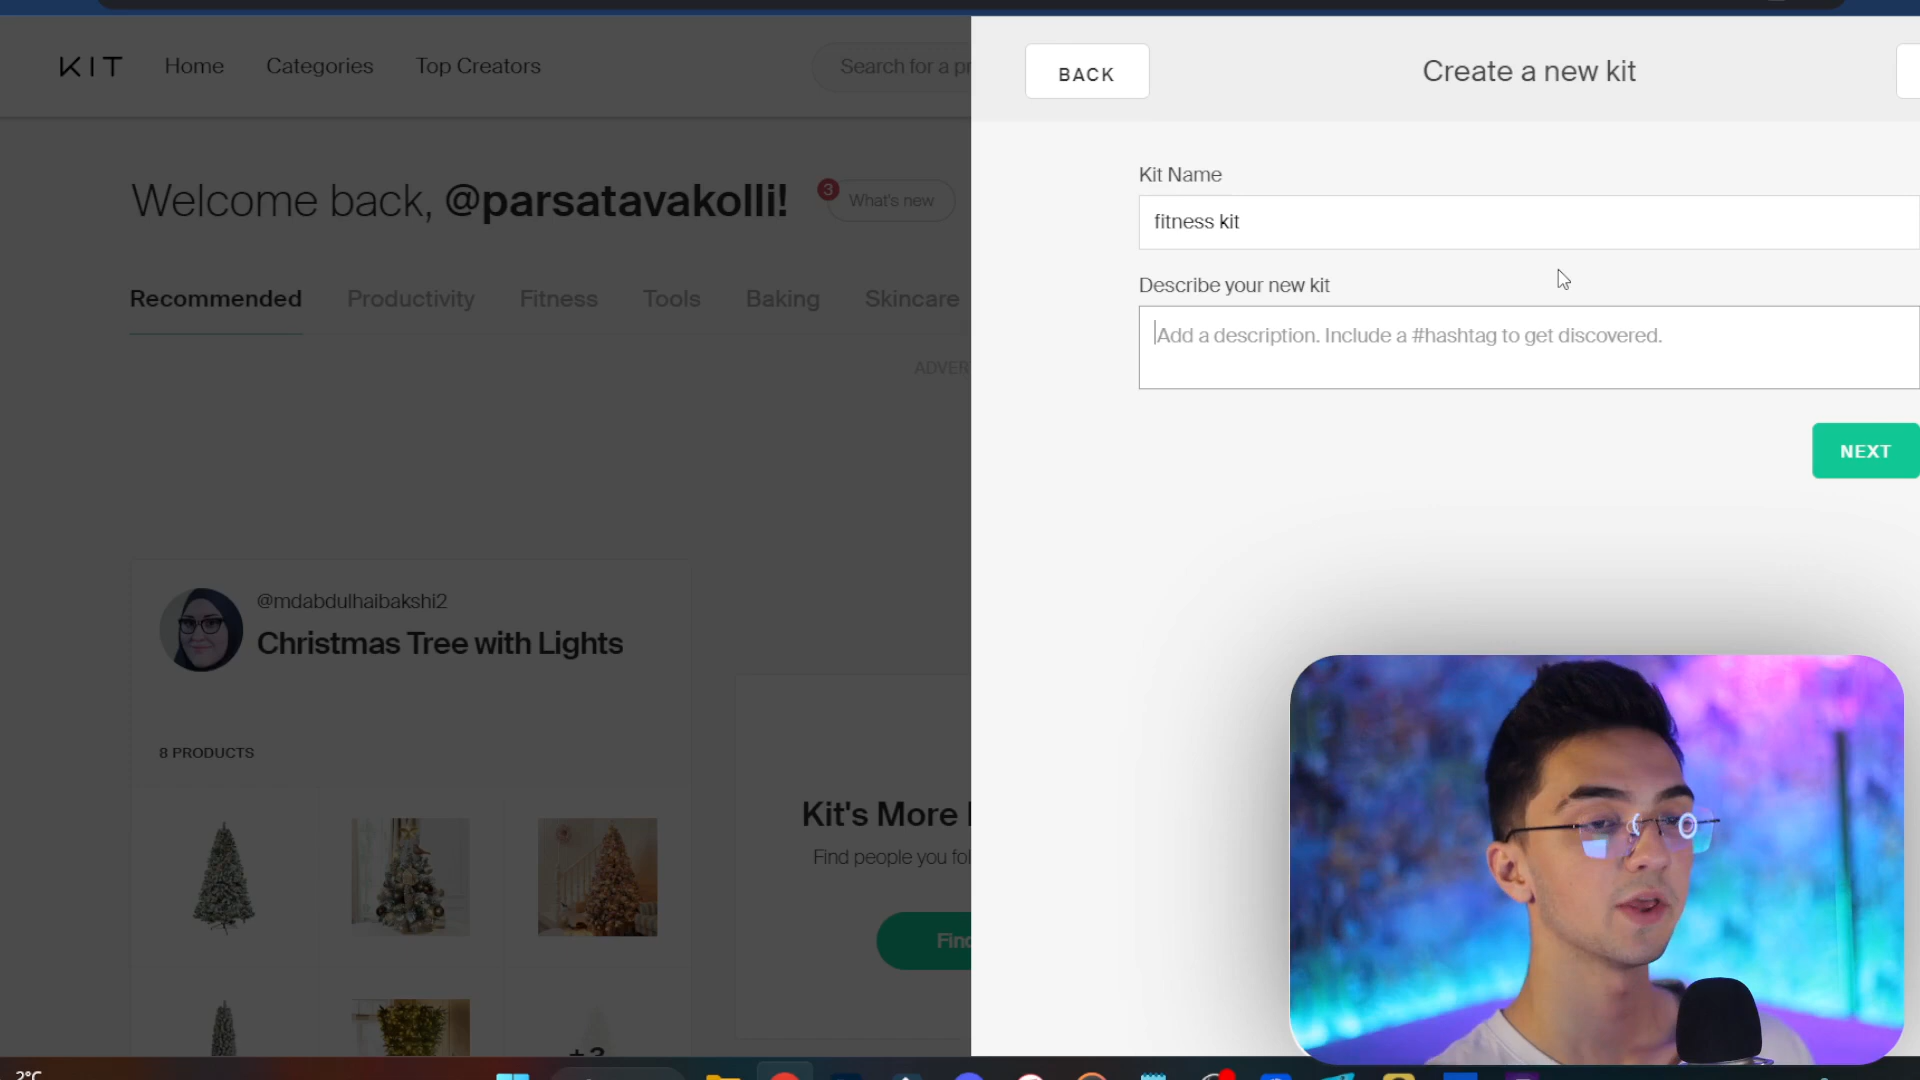 KIT Home Categories Top Creators
Search for a pr
BACK
Create a new kit
Kit Name
fitness kit
Welcome back, @parsatavakolli!
3
What's new
Describe your new kit
Add a description. Include a #hashtag to get discovered.
Recommended Productivity Fitness Tools Baking Skincare
ADVER
NEXT
@mdabdulhaibakshi2
Christmas Tree with Lights
8 PRODUCTS
Kit's More
Find people you fol
Find
+3
2°C